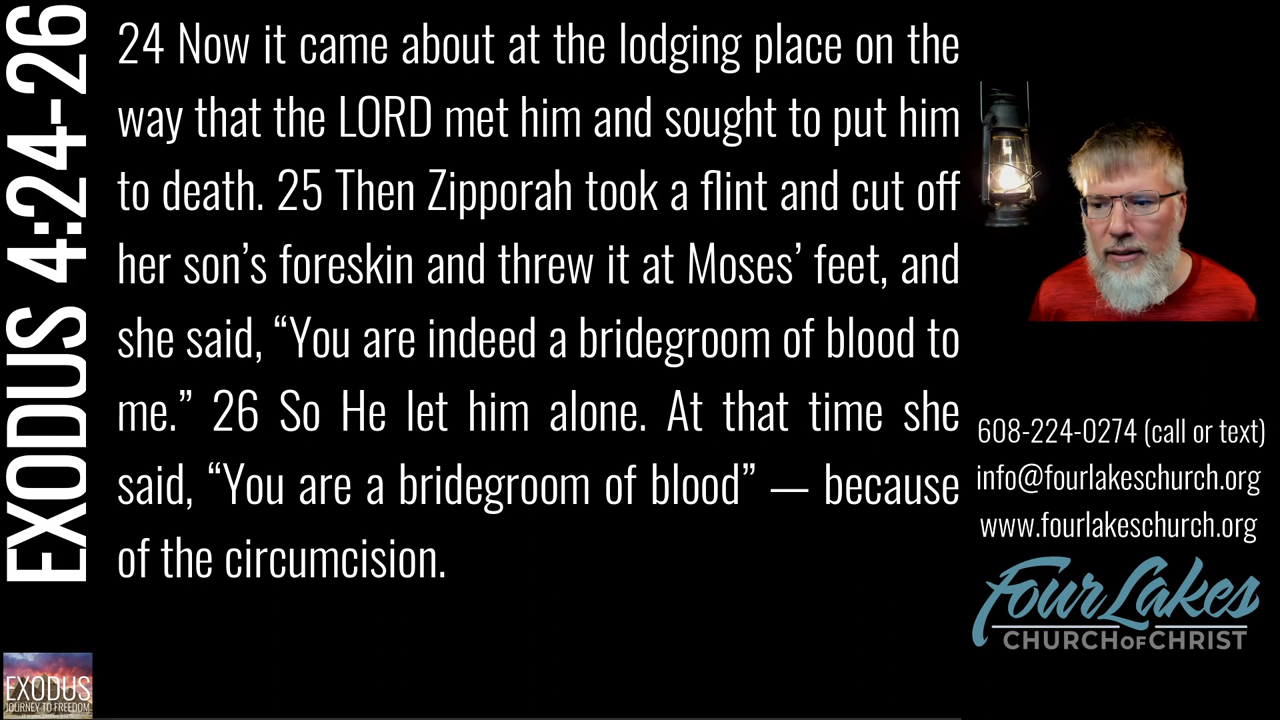 EXODUS 4:24-26
24 Now it came about at the lodging place on the
way that the LORD met him and sought to put him
to death. 25 Then Zipporah took a flint and cut off
her son’s foreskin and threw it at Moses’ feet, and
she said, “You are indeed a bridegroom of blood to
me.” 26 So He let him alone. At that time she
said, “You are a bridegroom of blood” — because
of the circumcision.
608-224-0274 (call or text)
info@fourlakeschurch.org
www.fourlakeschurch.org
Four Lakes
CHURCH OF CHRIST
EXODUS
JOURNEY TO FREEDOM